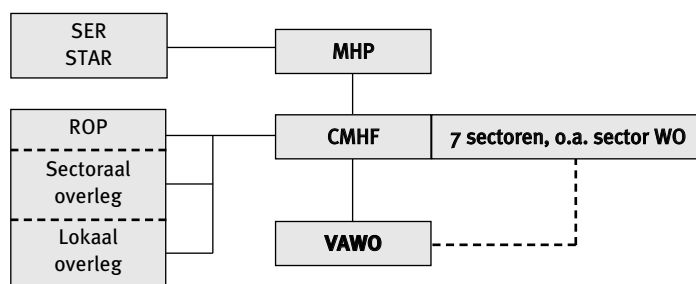 SER
STAR
MHP
ROP
CMHF
7 sectoren, o.a. sector WO
Sectoraal
overleg
Lokaal
overleg
VAWO